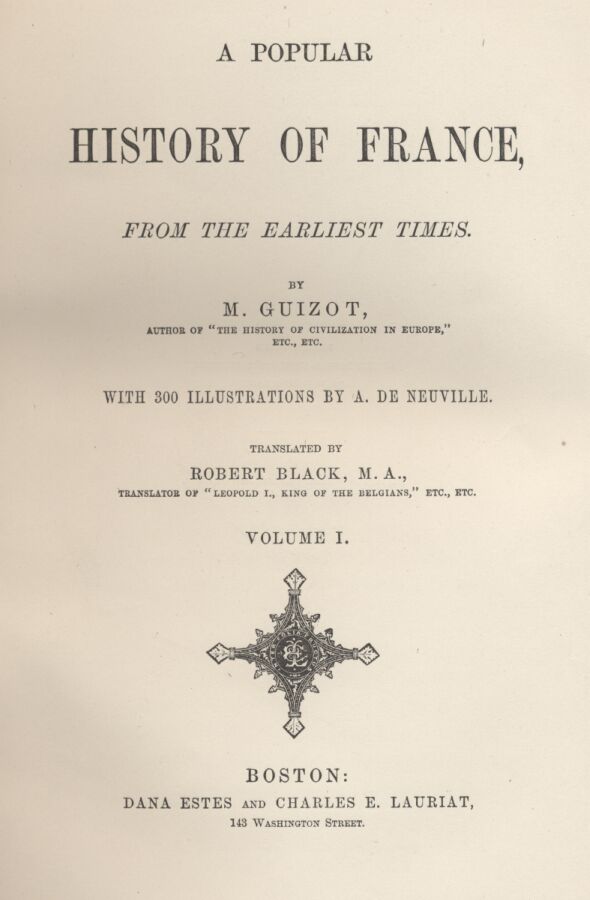 A POPULAR
HISTORY OF FRANCE,
FROM THE EARLIEST TIMES.
BY
M. GUIZOT,
AUTHOR OF "THE HISTORY OF CIVILIZATION IN EUROPE,"
ETC., ETC.
WITH 300 ILLUSTRATIONS BY A. DE NEUVILLE.
TRANSLATED BY
ROBERT BLACK, M. A.,
TRANSLATOR OF "LEOPOLD I., KING OF THE BELGIANS," ETC., ETC.
VOLUME I.
BOSTON:
DANA ESTES AND CHARLES E. LAURIAT,
143 WASHINGTON STREET.